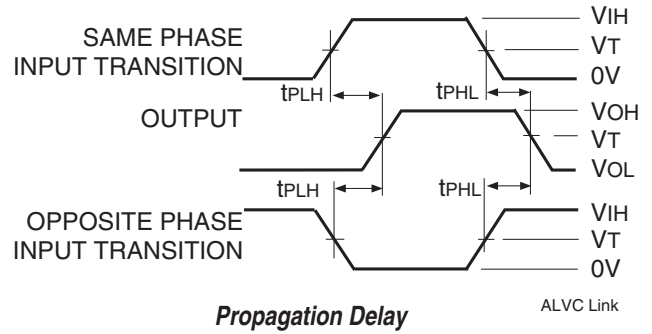 SAME PHASE
INPUT TRANSITION
VIH
VT
0V
tPLH
tPHL
OUTPUT
VOH
VT
VOL
tPLH
tPHL
OPPOSITE PHASE
INPUT TRANSITION
VIH
VT
0V
Propagation Delay
ALVC Link